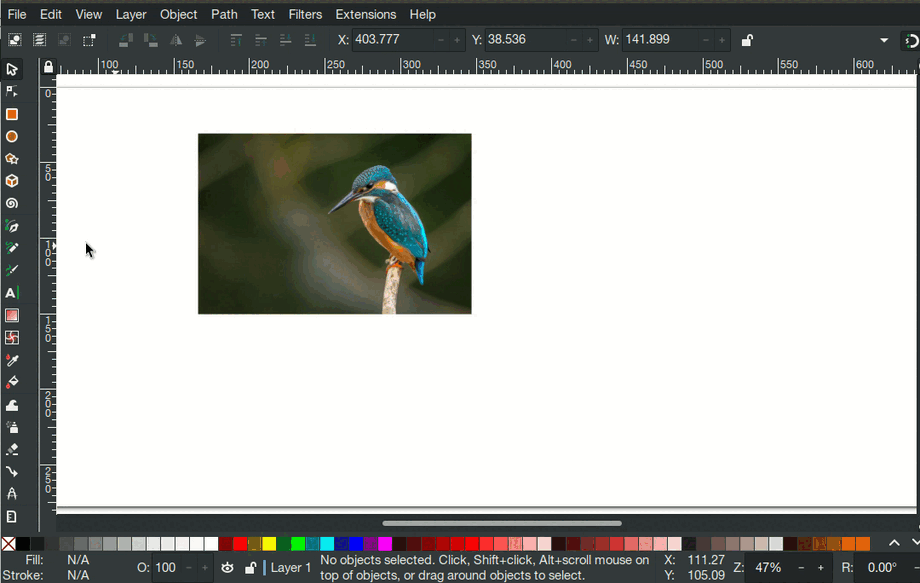 File Edit View Layer Object Path Text Filters Extensions Help
X: 403.777 - + Y: 38.536 - + W: 141.899 - +
100 150 200 250 300 350 400 450 500 550 600
0
5
0
1
0
0
1
5
0
2
0
0
2
5
0
A
Fill: N/A
Stroke: N/A
O: 100 - +
Layer 1
No objects selected. Click, Shift+click, Alt+scroll mouse on
top of objects, or drag around objects to select.
X: 111.27
Y: 105.09
Z: 47% - +
R: 0.00° -